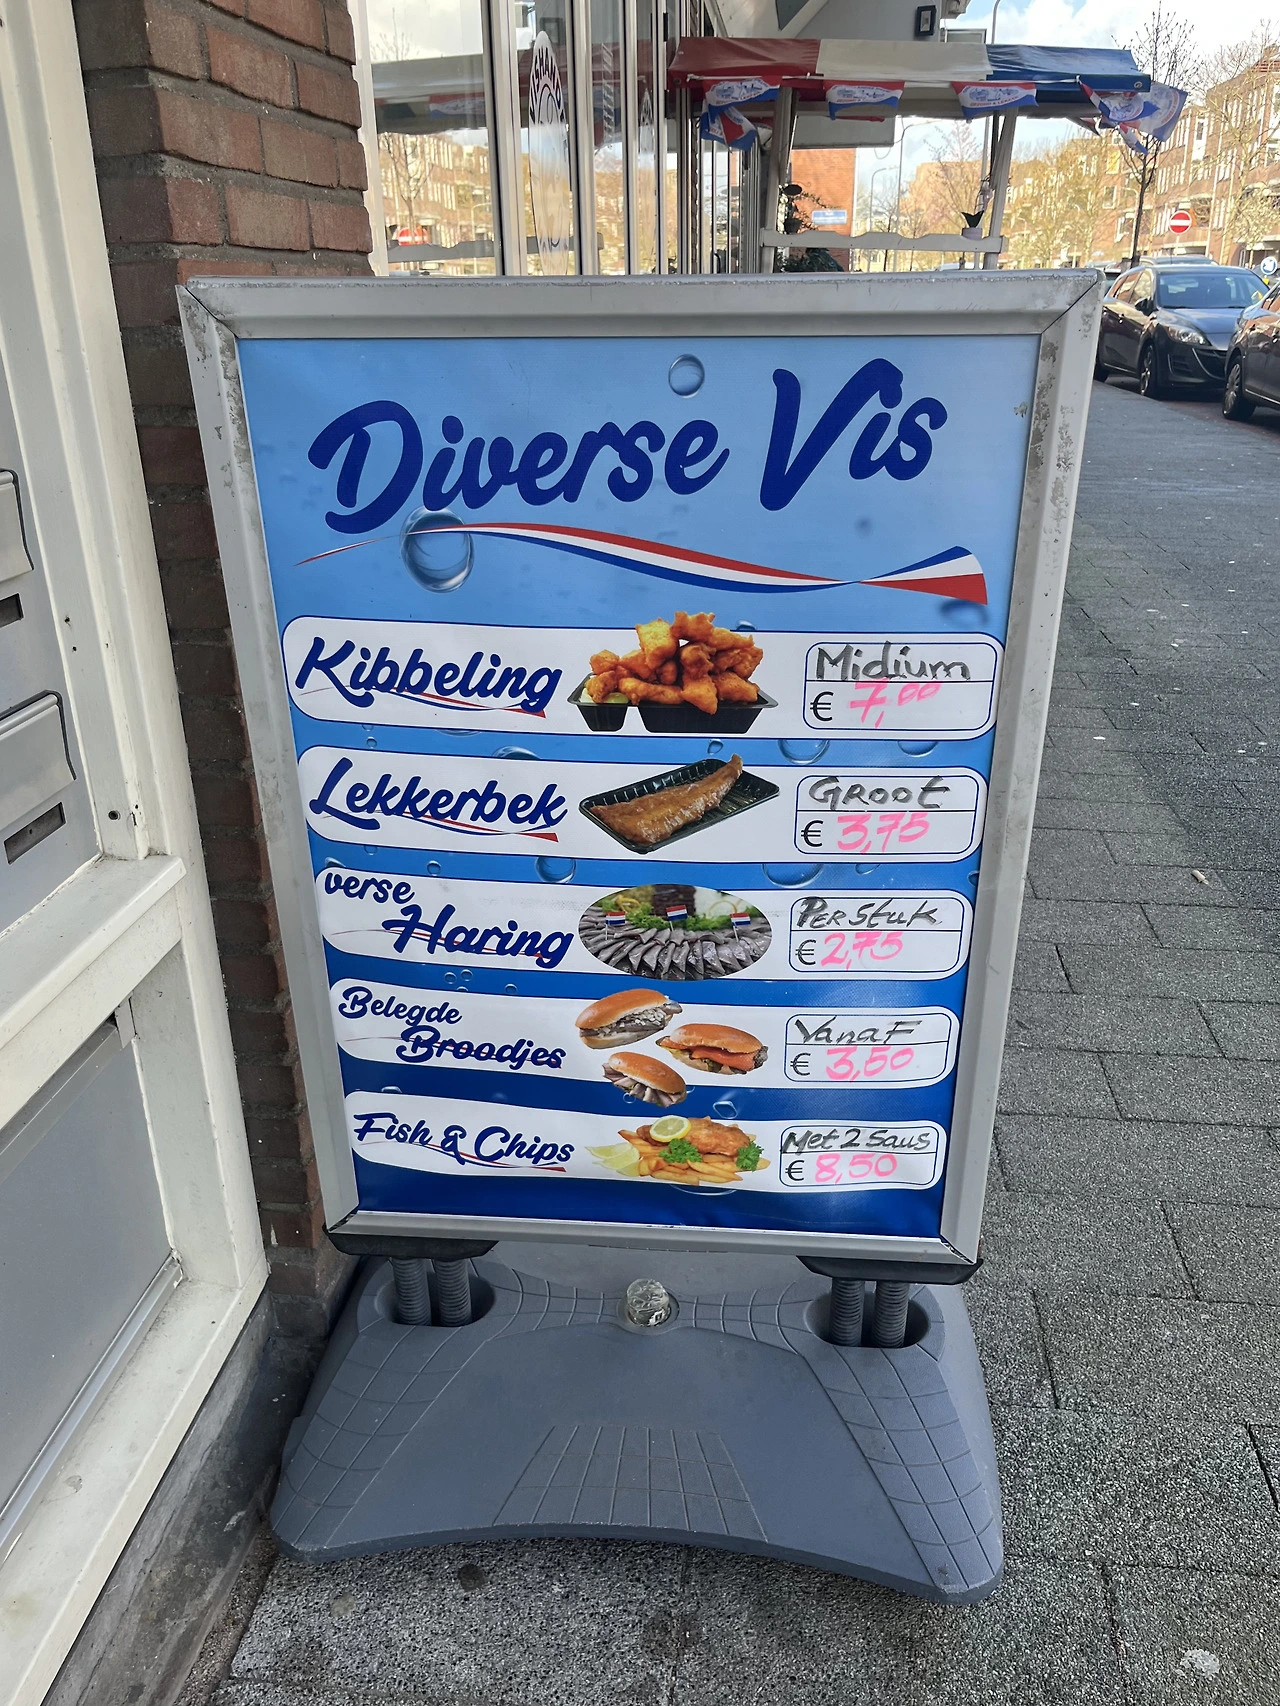 Diverse Vis
Kibbeling
Midium
€ 7,00
Lekkerbek
Groot
€ 3,75
verse
Haring
Per Stuk
€ 2,75
Belegde
Broodjes
Vanaf
€ 3,50
Fish & Chips
Met 2 Saus
€ 8,50